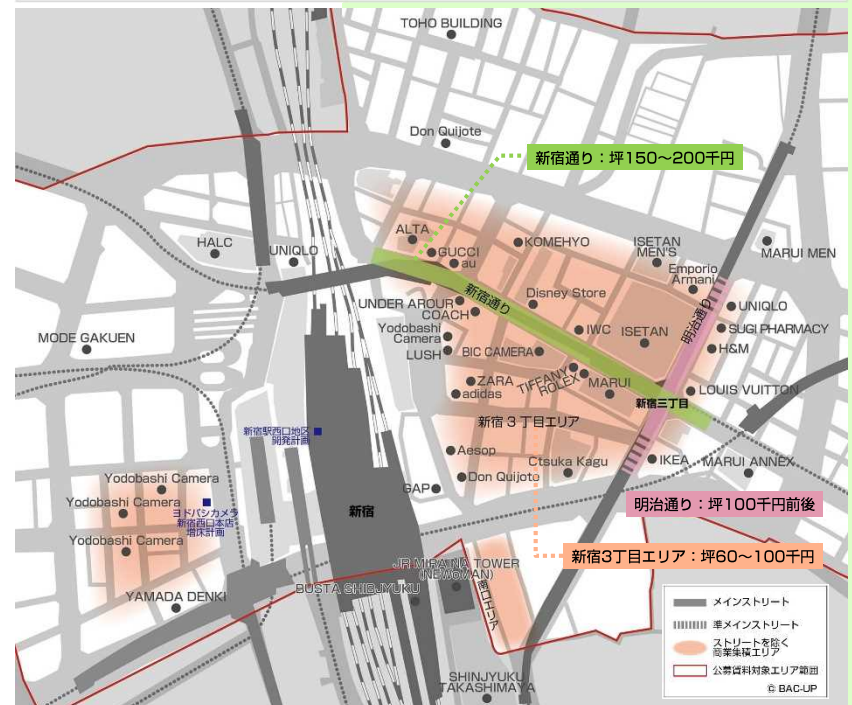 TOHO BUILDING
Don Quijote
新宿通り：坪150～200千円
ALTA
GUCCI
au
KOMEHYO
ISETAN
MEN'S
MARUI MEN
HALC
UNIQLO
Emporio
Armani
新宿通り
Disney Store
明治通り
UNDER AROUR
COACH
UNIQLO
Yodobashi
Camera
IWC
ISETAN
SUGI PHARMACY
MODE GAKUEN
LUSH
BIC CAMERA
H&M
TIFFANY
ROLEX
ZARA
adidas
MARUI
LOUIS VUITTON
新宿三丁目
新宿３丁目エリア
新宿駅西口地区
開発計画
Aesop
Ctsuka Kagu
IKEA
MARUI ANNEX
Yodobashi Camera
Don Quijote
GAP
Yodobashi Camera
ヨドバシカメラ
新宿西口本店
増床計画
新宿
明治通り：坪100千円前後
Yodobashi Camera
新宿3丁目エリア：坪60～100千円
JR MIRAINA TOWER
(NEWoMAN)
BUSTA SHIBJYUKU
南口エリア
YAMADA DENKI
メインストリート
準メインストリート
ストリートを除く
商業集積エリア
公募賃料対象エリア範囲
© BAC-UP
SHINJYUKU
TAKASHIMAYA